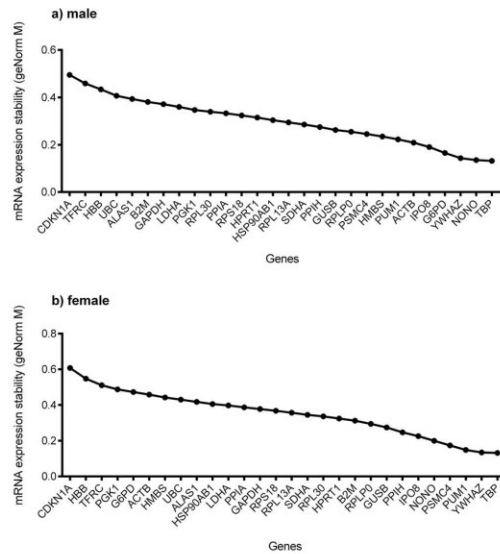 a) male
mRNA expression stability (geNorm M)
0.6
0.4
0.2
0.0
CDKN1A
TFRC
HBB
UBC
ALAS1
B2M
GAPDH
LDHA
PGK1
RPL30
PPIA
RPS18
HPRT1
HSP90AB1
RPL13A
SDHA
PPIH
GUSB
RPLP0
PSMC4
HMBS
PUM1
ACTB
IPO8
G6PD
YWHAZ
NONO
TBP
Genes
b) female
mRNA expression stability (geNorm M)
0.8
0.6
0.4
0.2
0.0
CDKN1A
HBB
TFRC
PGK1
G6PD
ACTB
HMBS
UBC
ALAS1
HSP90AB1
LDHA
PPIA
GAPDH
RPS18
RPL13A
SDHA
RPL30
HPRT1
B2M
RPLP0
GUSB
PPIH
IPO8
NONO
PSMC4
PUM1
YWHAZ
TBP
Genes